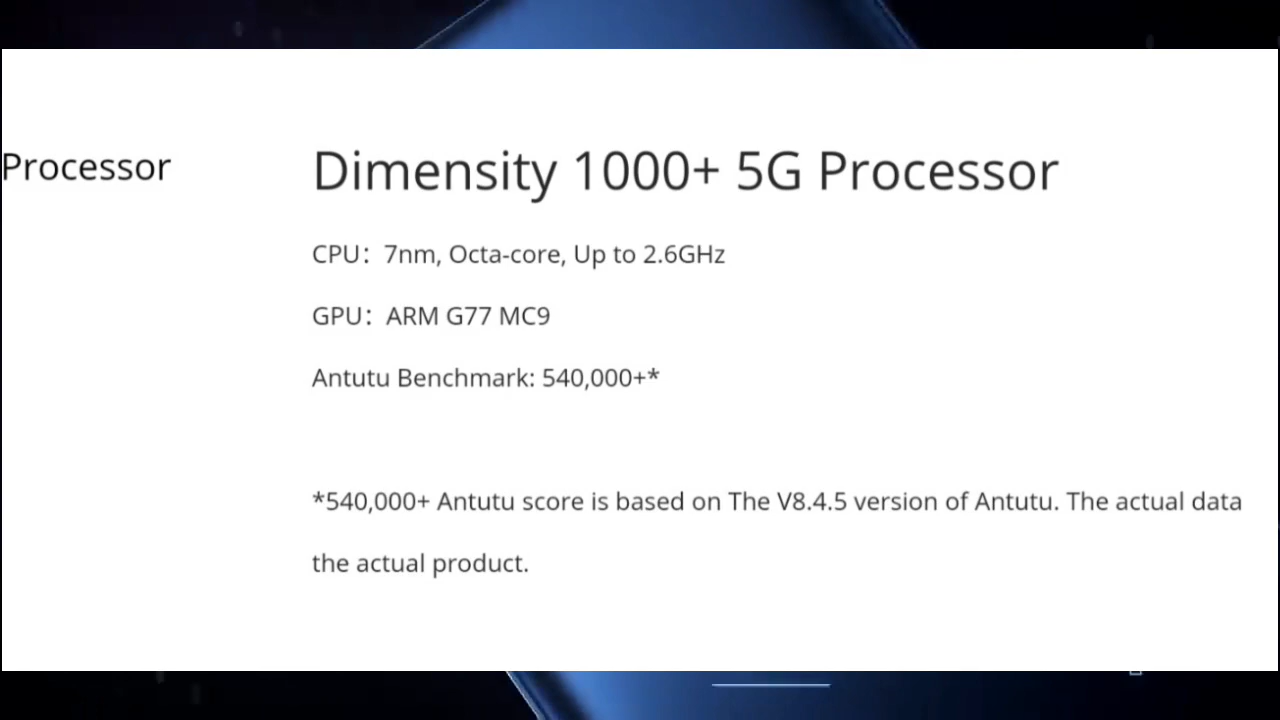 Processor
Dimensity 1000+ 5G Processor
CPU：7nm, Octa-core, Up to 2.6GHz
GPU：ARM G77 MC9
Antutu Benchmark: 540,000+*
*540,000+ Antutu score is based on The V8.4.5 version of Antutu. The actual data
the actual product.